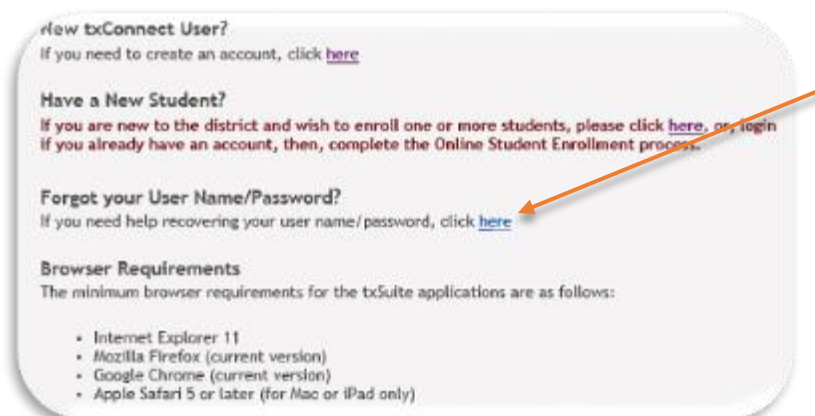 New txConnect User?
If you need to create an account, click here
Have a New Student?
If you are new to the district and wish to enroll one or more students, please click here, or, login
if you already have an account, then, complete the Online Student Enrollment process.
Forgot your User Name/Password?
If you need help recovering your user name/password, click here
Browser Requirements
The minimum browser requirements for the txSuite applications are as follows:
• Internet Explorer 11
• Mozilla Firefox (current version)
• Google Chrome (current version)
• Apple Safari 5 or later (for Mac or iPad only)